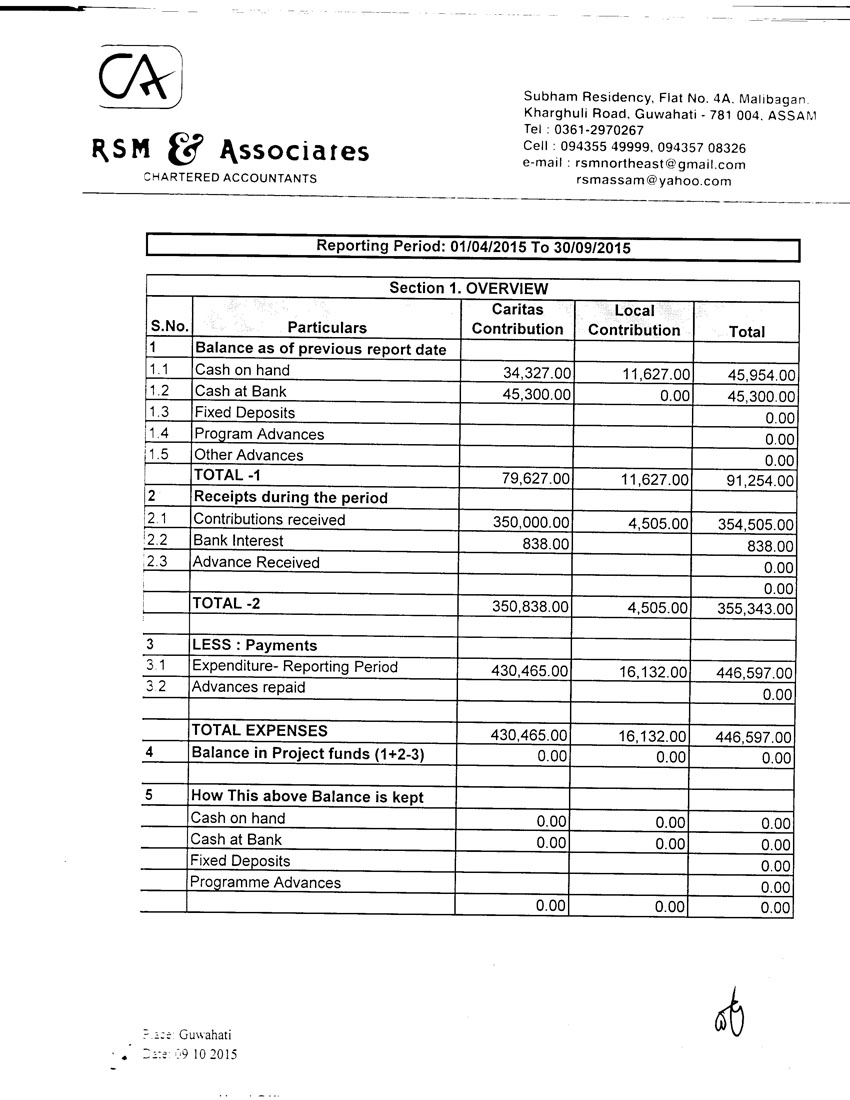 CA
RSM & Associates
CHARTERED ACCOUNTANTS
Subham Residency, Flat No. 4A, Malibagan,
Kharghuli Road, Guwahati - 781 004, ASSAM
Tel : 0361-2970267
Cell : 094355 49999, 094357 08326
e-mail : rsmnortheast@gmail.com
rsmassam@yahoo.com
Reporting Period: 01/04/2015 To 30/09/2015
Section 1. OVERVIEW
S.No. Particulars Caritas Contribution Local Contribution Total
1 Balance as of previous report date
1.1 Cash on hand 34,327.00 11,627.00 45,954.00
1.2 Cash at Bank 45,300.00 0.00 45,300.00
1.3 Fixed Deposits 0.00
1.4 Program Advances 0.00
1.5 Other Advances 0.00
TOTAL -1 79,627.00 11,627.00 91,254.00
2 Receipts during the period
2.1 Contributions received 350,000.00 4,505.00 354,505.00
2.2 Bank Interest 838.00 838.00
2.3 Advance Received 0.00
0.00
TOTAL -2 350,838.00 4,505.00 355,343.00
3 LESS : Payments
3.1 Expenditure- Reporting Period 430,465.00 16,132.00 446,597.00
3.2 Advances repaid 0.00
TOTAL EXPENSES 430,465.00 16,132.00 446,597.00
4 Balance in Project funds (1+2-3) 0.00 0.00 0.00
5 How This above Balance is kept
Cash on hand 0.00 0.00 0.00
Cash at Bank 0.00 0.00 0.00
Fixed Deposits 0.00
Programme Advances 0.00
0.00 0.00 0.00
Place: Guwahati
Date: 09 10 2015